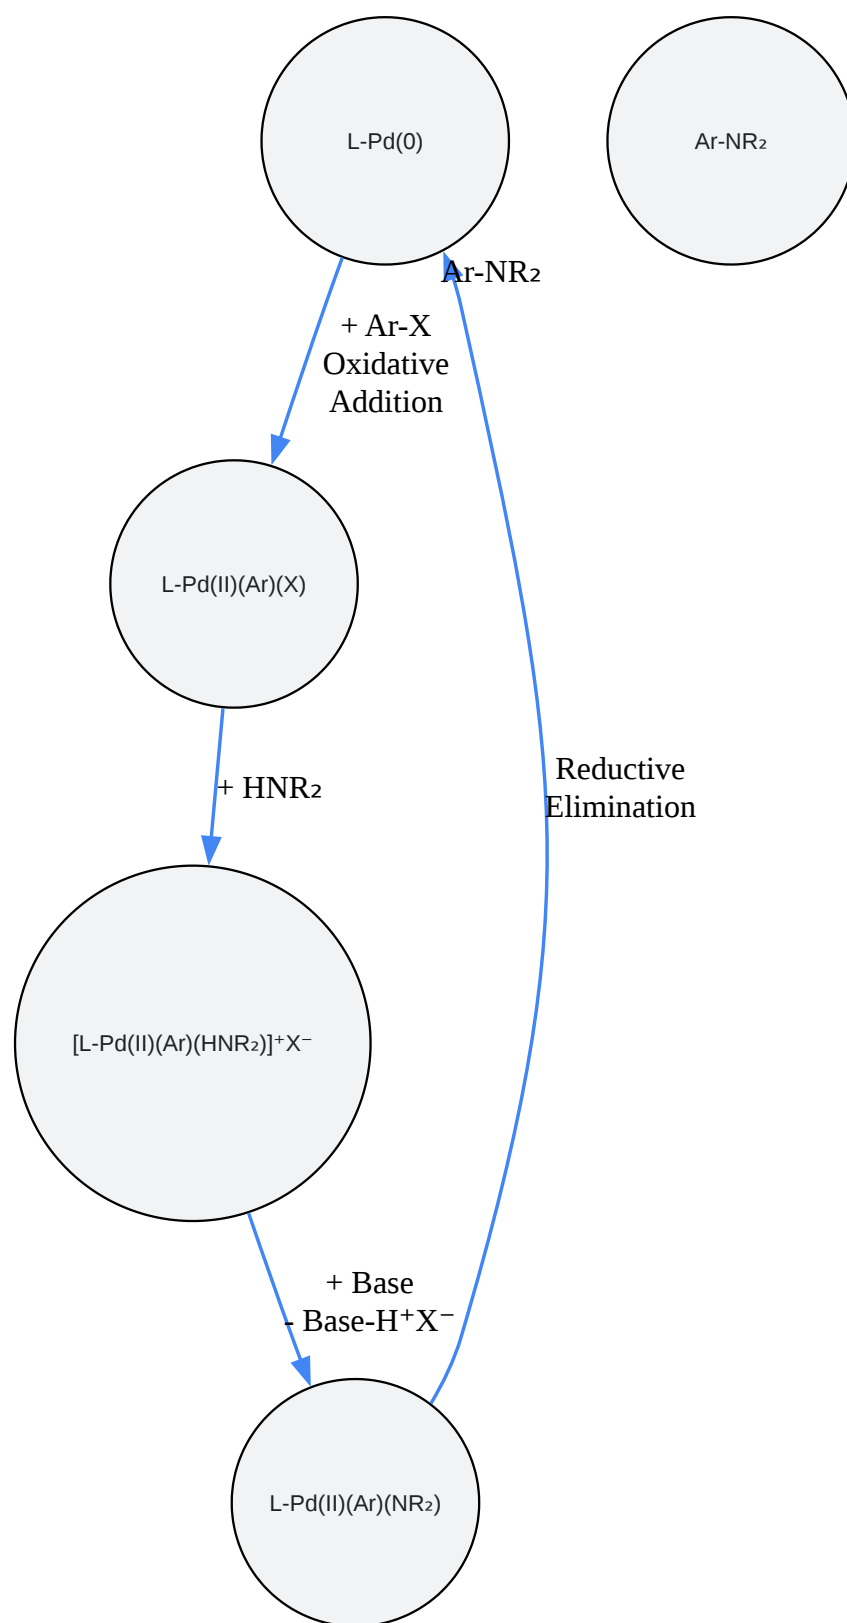 L-Pd(0)
Ar-NR₂
Ar-NR₂
+ Ar-X
Oxidative
Addition
L-Pd(II)(Ar)(X)
+ HNR₂
Reductive
Elimination
[L-Pd(II)(Ar)(HNR₂)]⁺X⁻
+ Base
- Base-H⁺X⁻
L-Pd(II)(Ar)(NR₂)